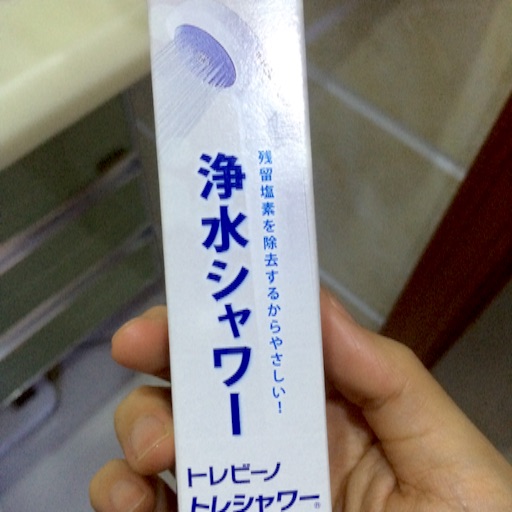 残留塩素を除去するからやさしい!
浄水シャワー
トレビーノ
トレシャワー®